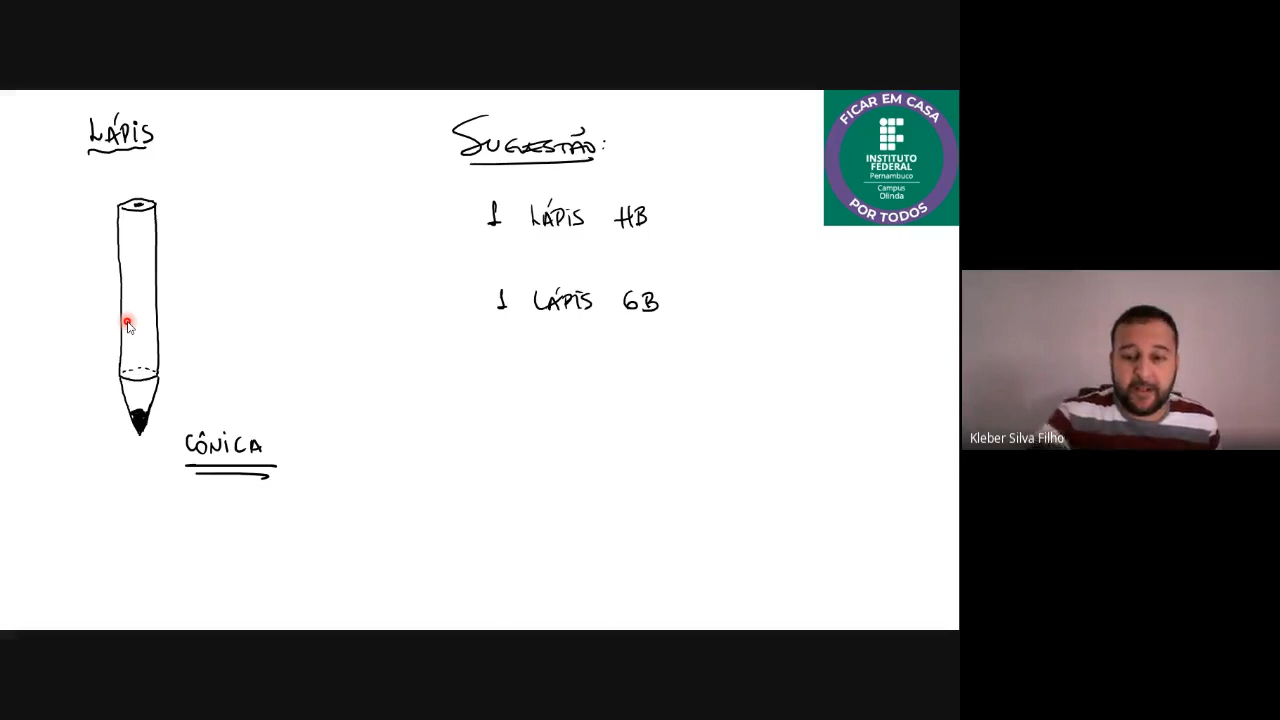 LÁPIS
SUGESTÃO:
1 LÁPIS HB
1 LÁPIS 6B
CÔNICA
FICAR EM CASA
INSTITUTO
FEDERAL
Pernambuco
Campus
Olinda
POR TODOS
Kleber Silva Filho